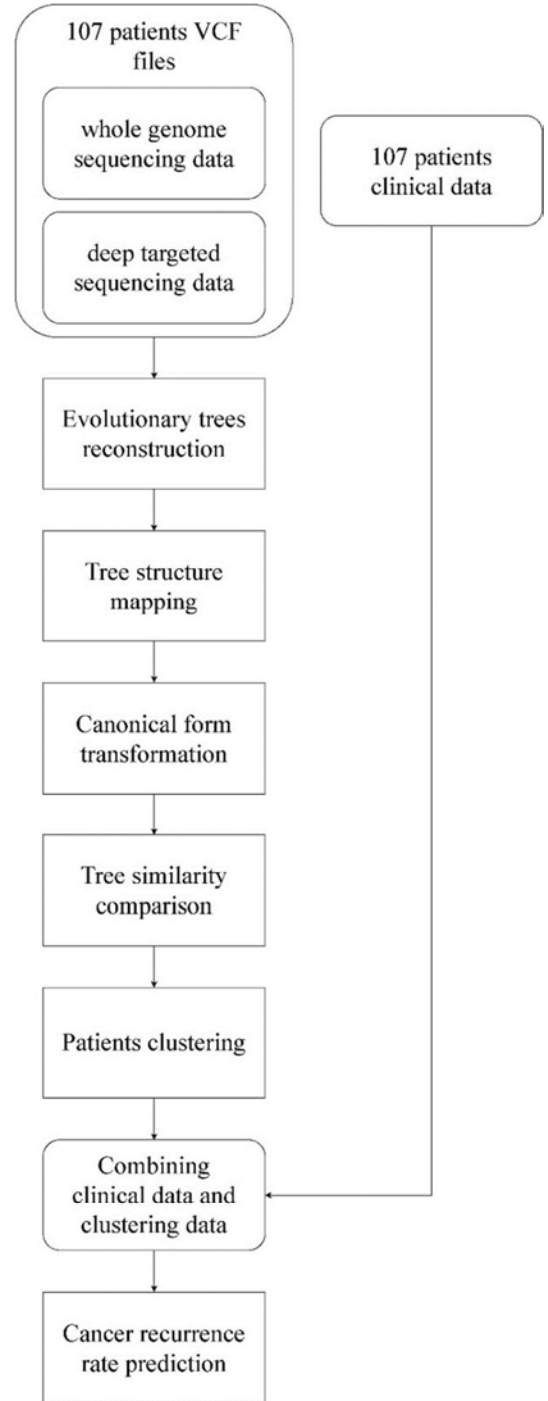 107 patients VCF
files
whole genome
sequencing data
deep targeted
sequencing data
107 patients
clinical data
Evolutionary trees
reconstruction
Tree structure
mapping
Canonical form
transformation
Tree similarity
comparison
Patients clustering
Combining
clinical data and
clustering data
Cancer recurrence
rate prediction